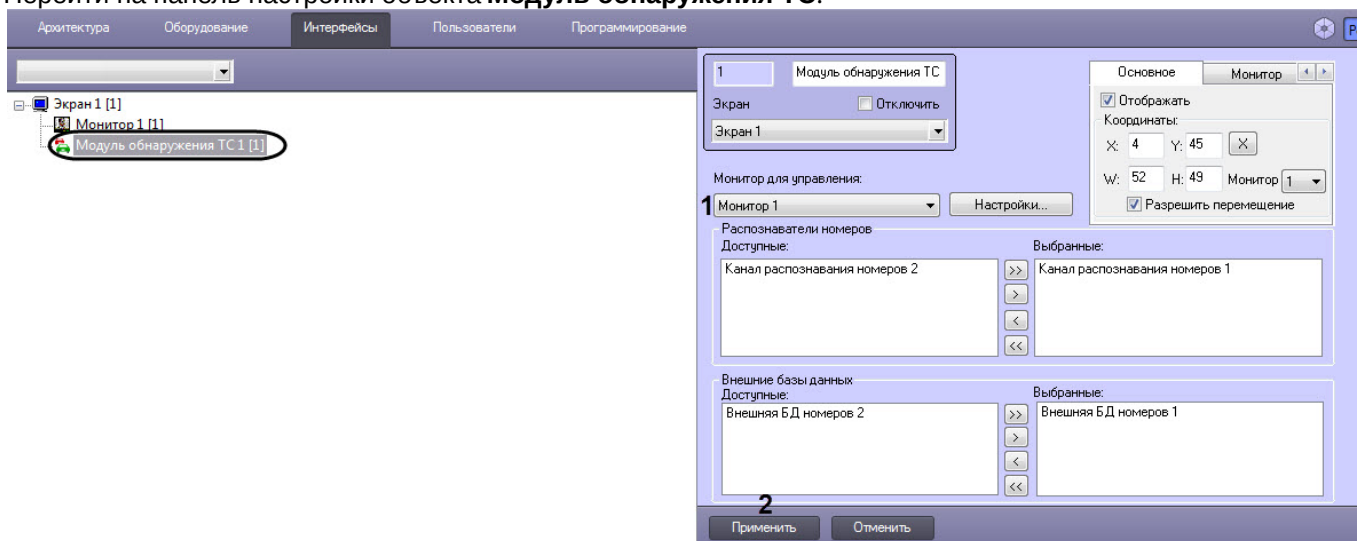 Перейти на панель настройки объекта Модуль обнаружения ТС.
Архитектура Оборудование Интерфейсы Пользователи Программирование
Экран 1 [1]
Монитор 1 [1]
Модуль обнаружения ТС 1 [1]
1 Модуль обнаружения ТС
Экран Отключить
Экран 1
Основное Монитор
Отображать
Координаты:
X: 4 Y: 45 X
W: 52 H: 49 Монитор 1
Разрешить перемещение
Монитор для управления:
1 Монитор 1 Настройки...
Распознаватели номеров
Доступные: Выбранные:
Канал распознавания номеров 2 >> Канал распознавания номеров 1
>
<
<<
Внешние базы данных
Доступные: Выбранные:
Внешняя БД номеров 2 >> Внешняя БД номеров 1
>
<
<<
2
Применить Отменить